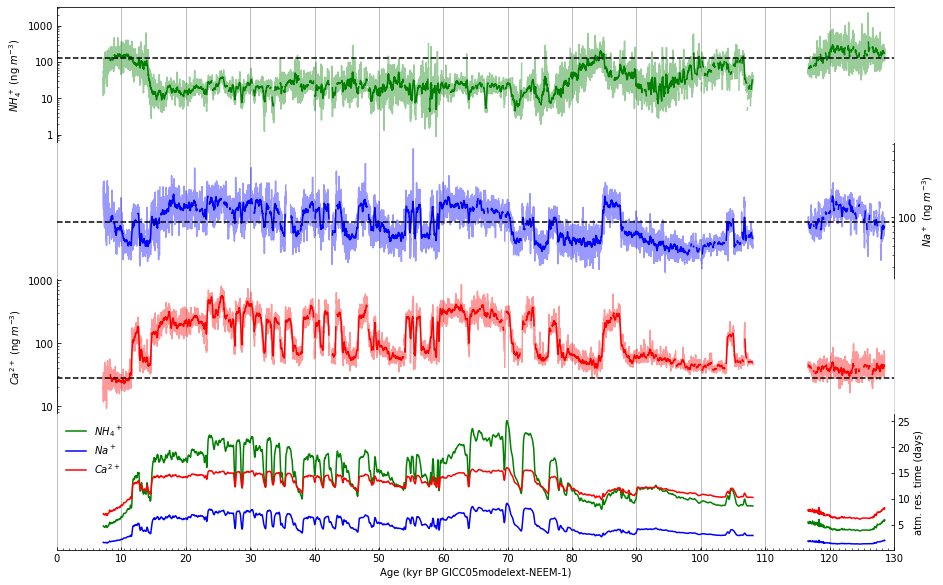 1000
100
10
1
NH₄⁺ (ng m⁻³)
100
Na⁺ (ng m⁻³)
1000
100
10
Ca²⁺ (ng m⁻³)
NH₄⁺
Na⁺
Ca²⁺
25
20
15
10
5
atm. res. time (days)
0 10 20 30 40 50 60 70 80 90 100 110 120 130
Age (kyr BP GICC05modelext-NEEM-1)